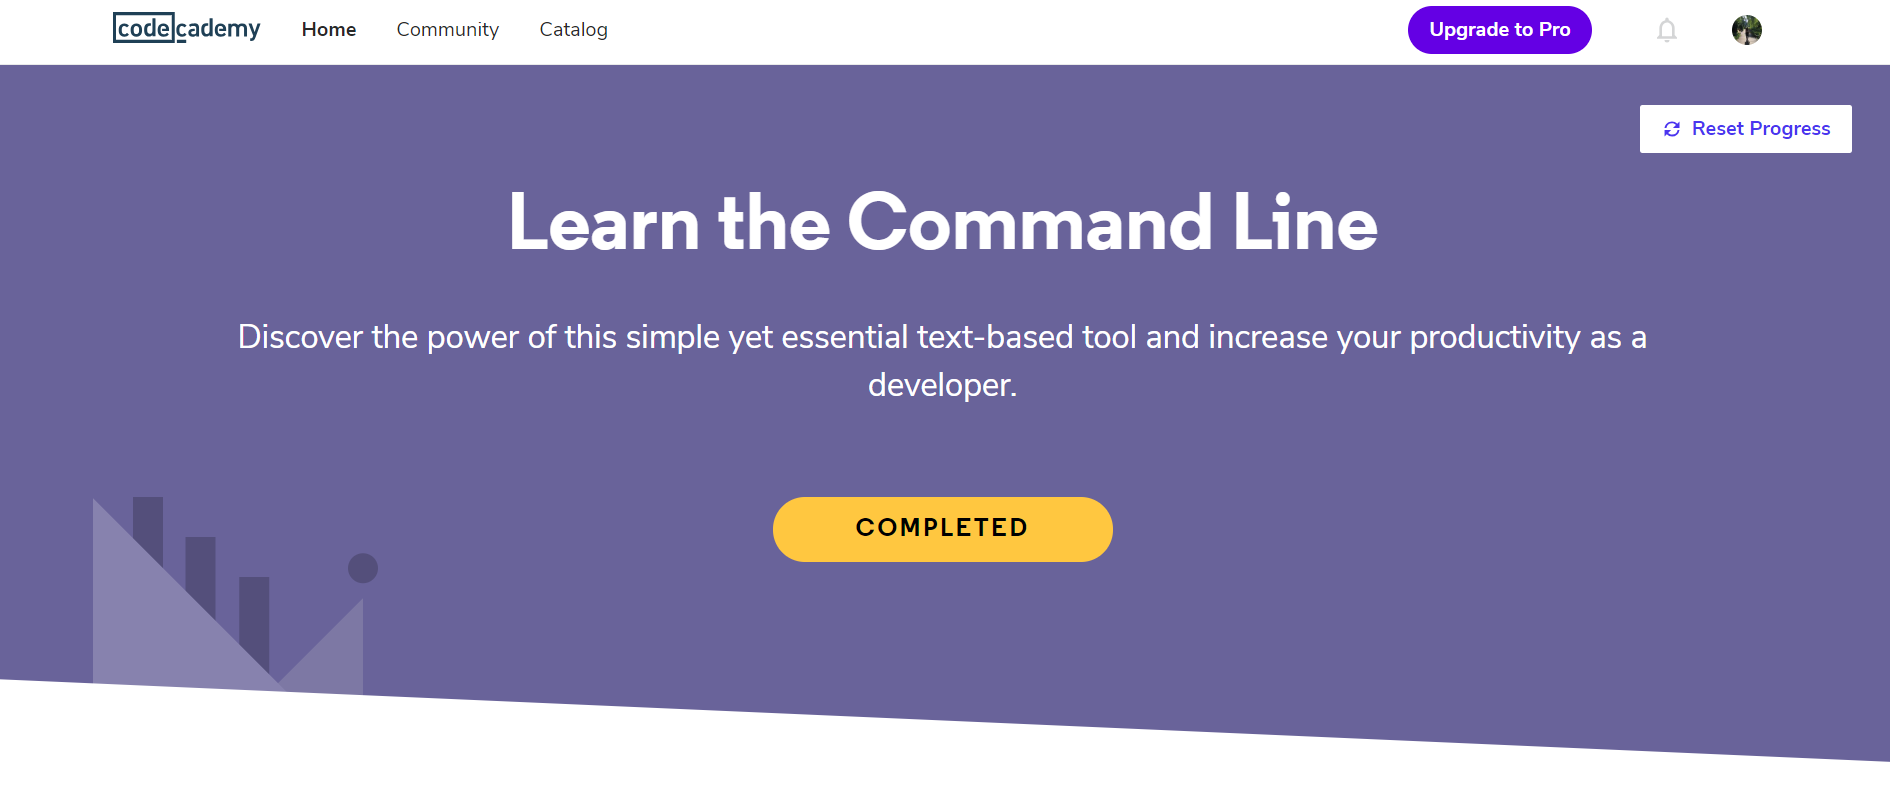 codecademy Home Community Catalog Upgrade to Pro
Reset Progress
Learn the Command Line
Discover the power of this simple yet essential text-based tool and increase your productivity as a
developer.
COMPLETED